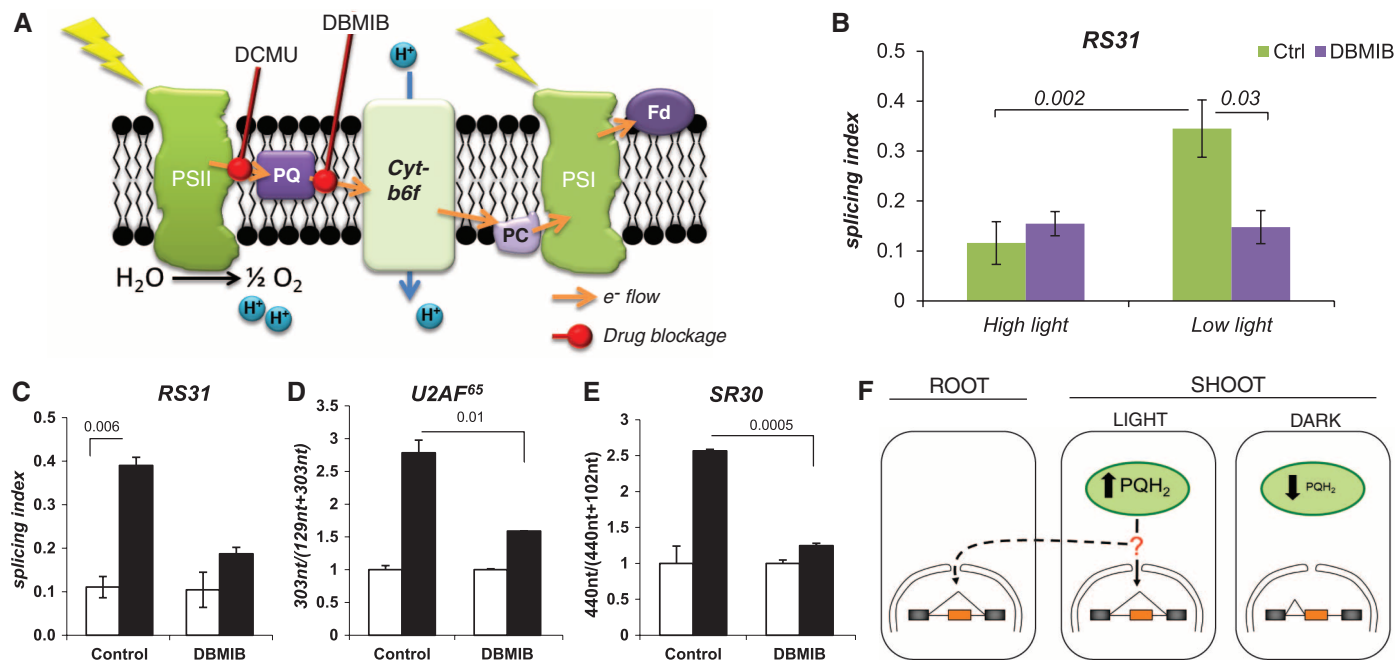 A
DCMU
DBMIB
H⁺
PSII
PQ
Cyt-
b6f
PC
PSI
Fd
H₂O
½ O₂
H⁺
H⁺
H⁺
e⁻ flow
Drug blockage
B
RS31
Ctrl
DBMIB
splicing index
0.5
0.4
0.3
0.2
0.1
0
0.002
0.03
High light
Low light
C
RS31
splicing index
0.5
0.4
0.3
0.2
0.1
0.0
0.006
Control
DBMIB
D
U2AF⁶⁵
303nt/(129nt+303nt)
3.5
3
2.5
2
1.5
1
0.5
0
0.01
Control
DBMIB
E
SR30
440nt/(440nt+102nt)
3
2.5
2
1.5
1
0.5
0
0.0005
Control
DBMIB
F
ROOT
SHOOT
LIGHT
DARK
PQH₂
PQH₂
?